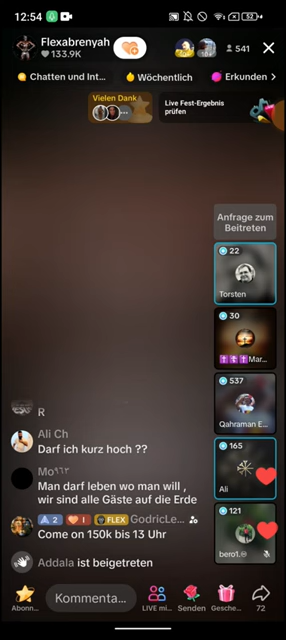 12:54
52
Flexabrenyah
133.9K
541
Chatten und Int...
Wöchentlich
Erkunden
Vielen Dank
Live Fest-Ergebnis
prüfen
Anfrage zum
Beitreten
22
Torsten
30
Mar...
537
Qahraman E...
165
Ali
121
bero1.
R
Ali Ch
Darf ich kurz hoch ??
Man darf leben wo man will ,
wir sind alle Gäste auf die Erde
2 1 FLEX GodricLe...
Come on 150k bis 13 Uhr
Addala ist beigetreten
Abonn...
Kommenta...
LIVE mi...
Senden
Gesche...
72